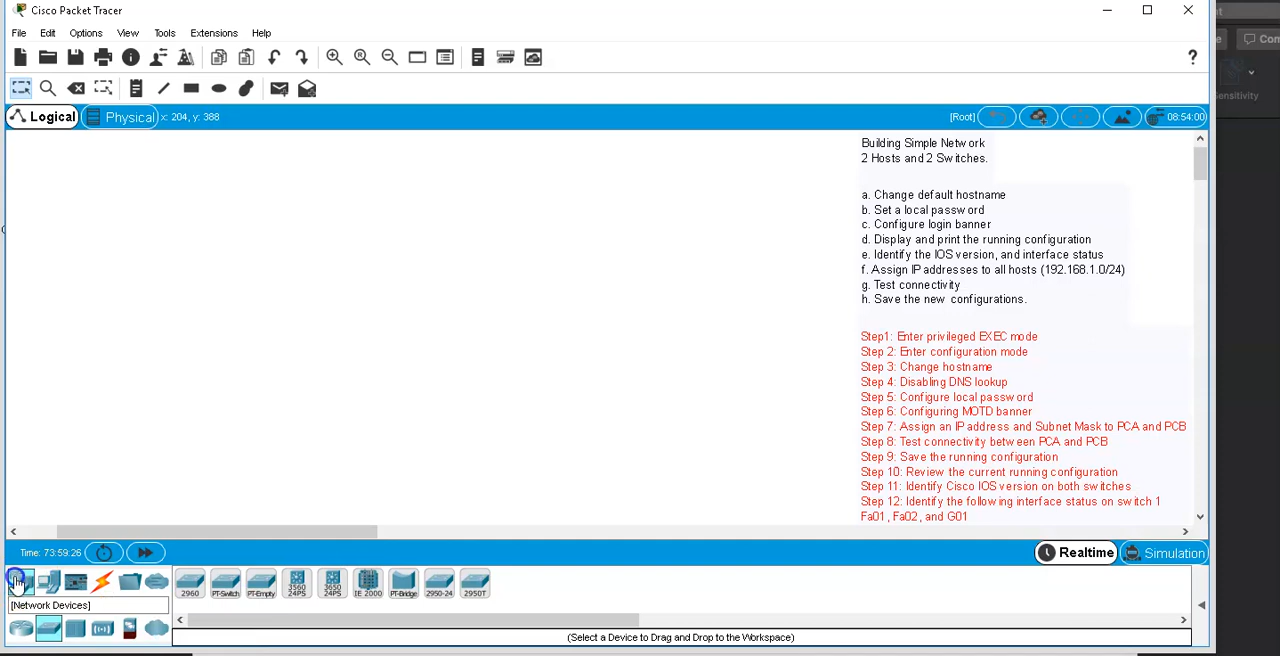 Cisco Packet Tracer
File Edit Options View Tools Extensions Help
?
Logical Physical x: 204, y: 388 [Root] 08:54:00
Building Simple Network
2 Hosts and 2 Switches.
a. Change default hostname
b. Set a local password
c. Configure login banner
d. Display and print the running configuration
e. Identify the IOS version, and interface status
f. Assign IP addresses to all hosts (192.168.1.0/24)
g. Test connectivity
h. Save the new configurations.
Step1: Enter privileged EXEC mode
Step 2: Enter configuration mode
Step 3: Change hostname
Step 4: Disabling DNS lookup
Step 5: Configure local password
Step 6: Configuring MOTD banner
Step 7: Assign an IP address and Subnet Mask to PCA and PCB
Step 8: Test connectivity between PCA and PCB
Step 9: Save the running configuration
Step 10: Review the current running configuration
Step 11: Identify Cisco IOS version on both switches
Step 12: Identify the following interface status on switch 1
Fa01, Fa02, and G01
Time: 73:59:26 Realtime Simulation
[Network Devices]
2960 PT-Switch PT-Empty 3560 24PS 3650 24PS IE 2000 PT-Bridge 2950-24 2950T
(Select a Device to Drag and Drop to the Workspace)